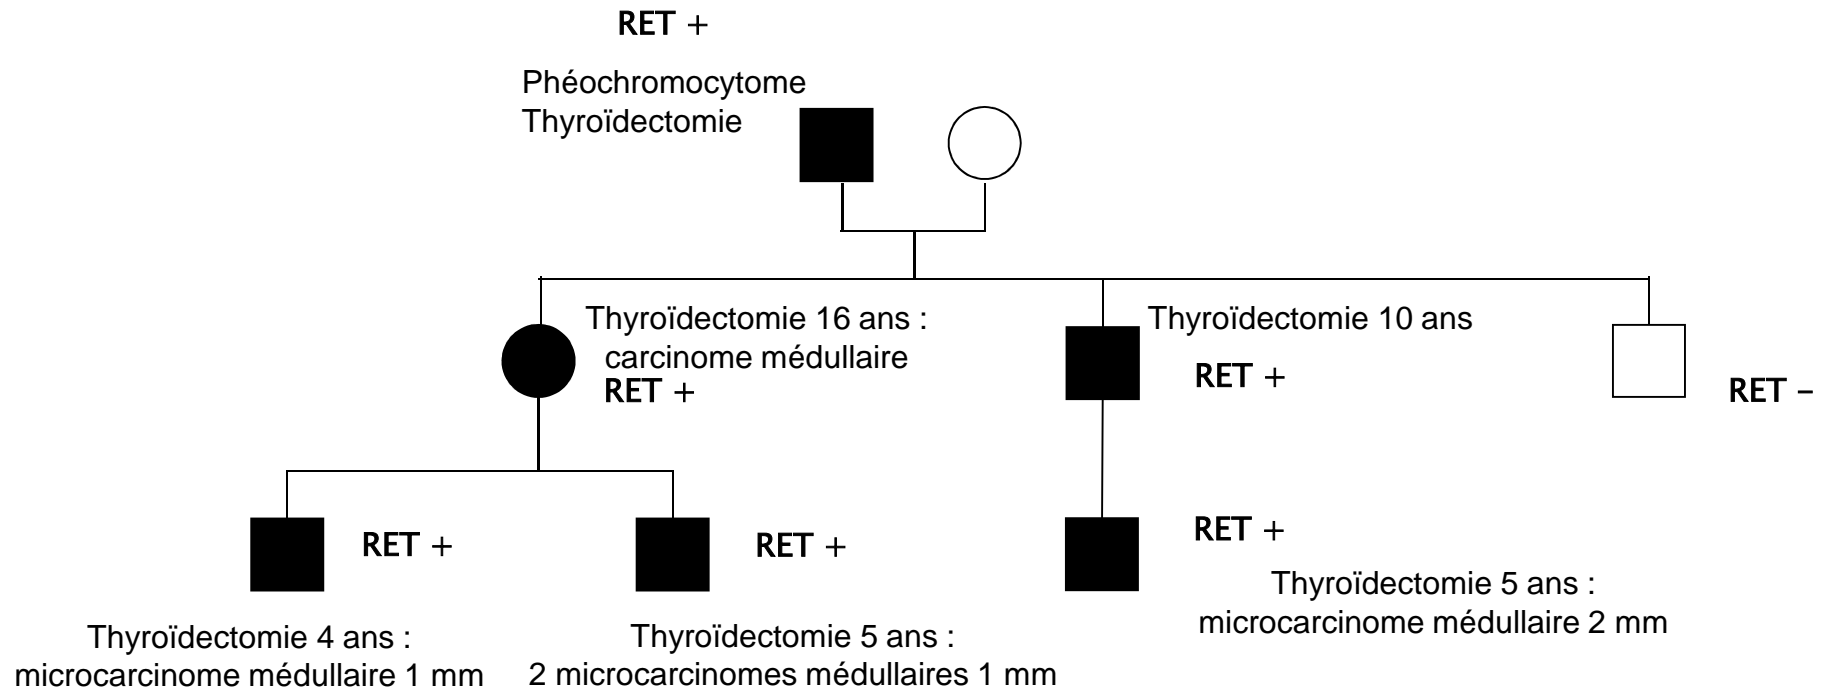 RET +
Phéochromocytome
Thyroïdectomie
Thyroïdectomie 16 ans :
carcinome médullaire
RET +
Thyroïdectomie 10 ans
RET +
RET –
RET +
Thyroïdectomie 4 ans :
microcarcinome médullaire 1 mm
RET +
Thyroïdectomie 5 ans :
2 microcarcinomes médullaires 1 mm
RET +
Thyroïdectomie 5 ans :
microcarcinome médullaire 2 mm